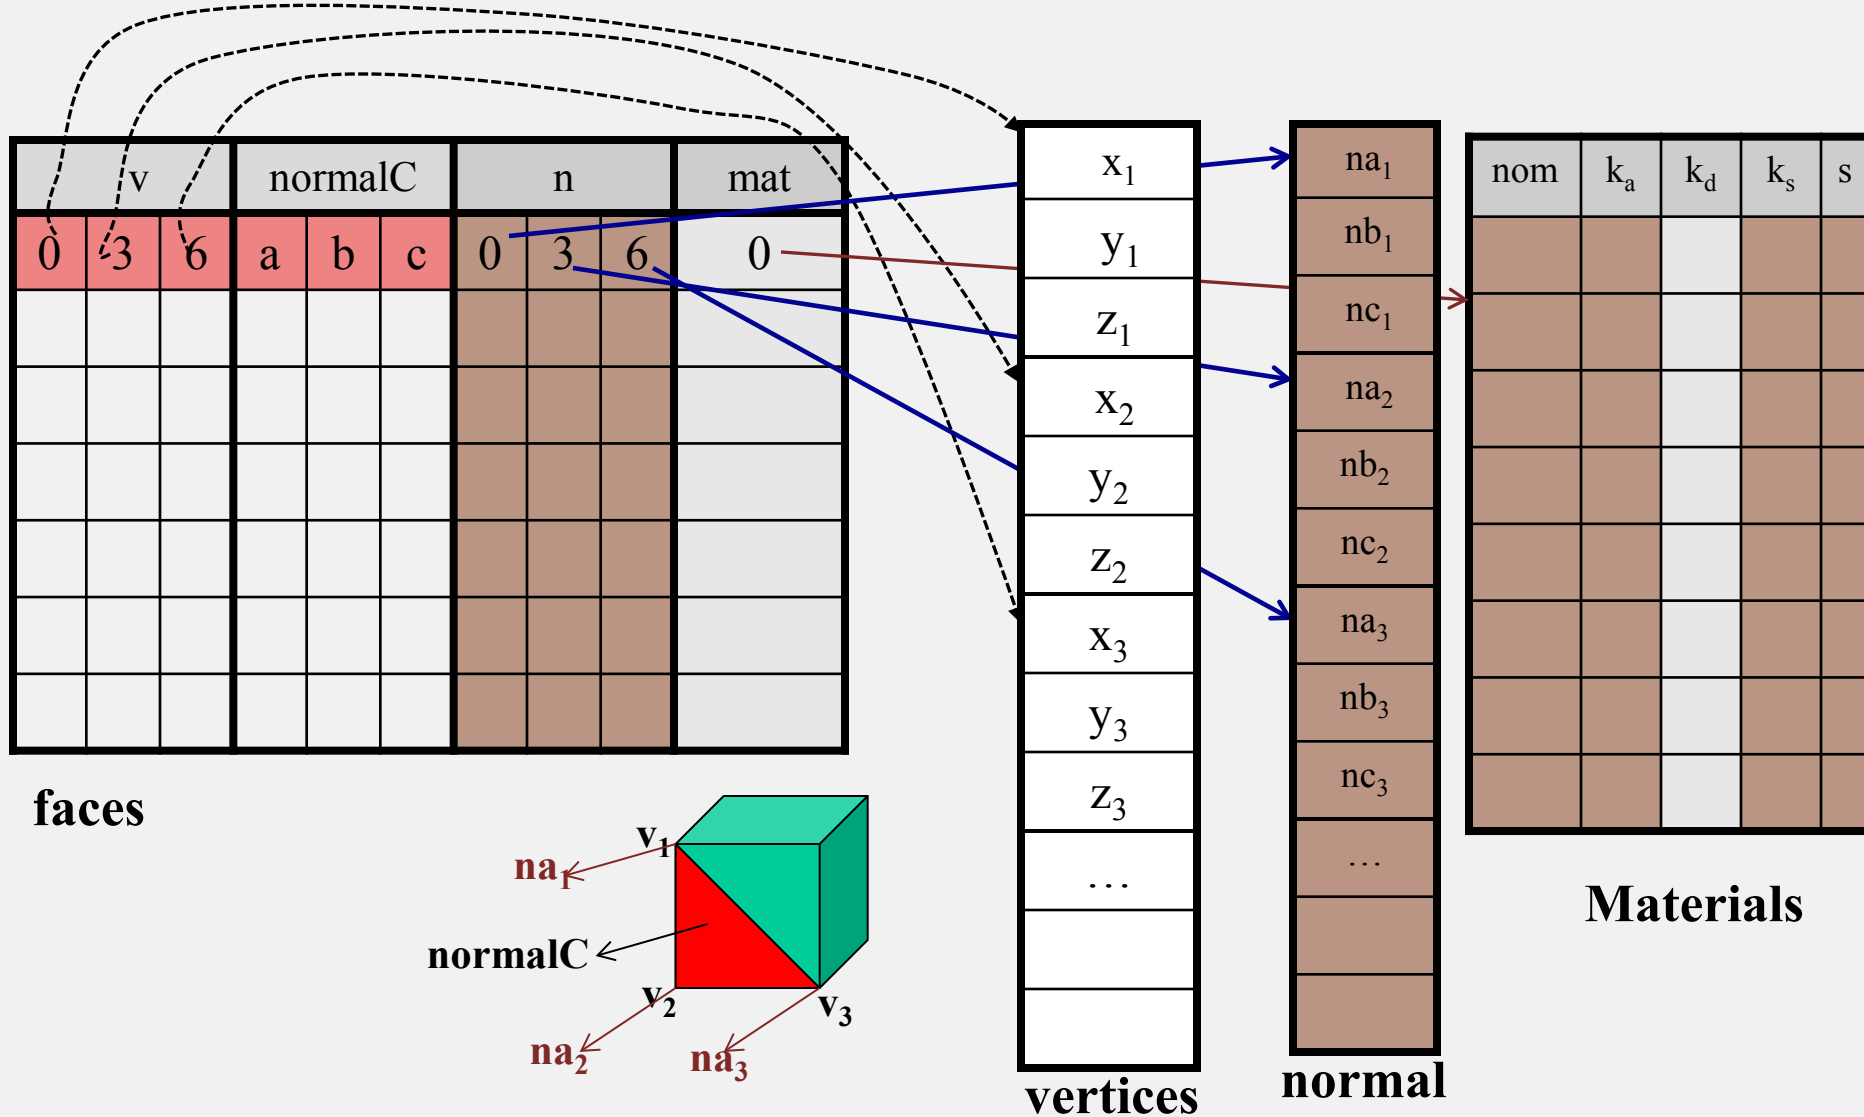 v normalC n mat
0 3 6 a b c 0 3 6 0
faces
x₁
y₁
z₁
x₂
y₂
z₂
x₃
y₃
z₃
…
vertices
na₁
nb₁
nc₁
na₂
nb₂
nc₂
na₃
nb₃
nc₃
…
normal
nom kₐ k_d kₛ s
Materials
v₁
na₁
normalC
v₂
v₃
na₂
na₃